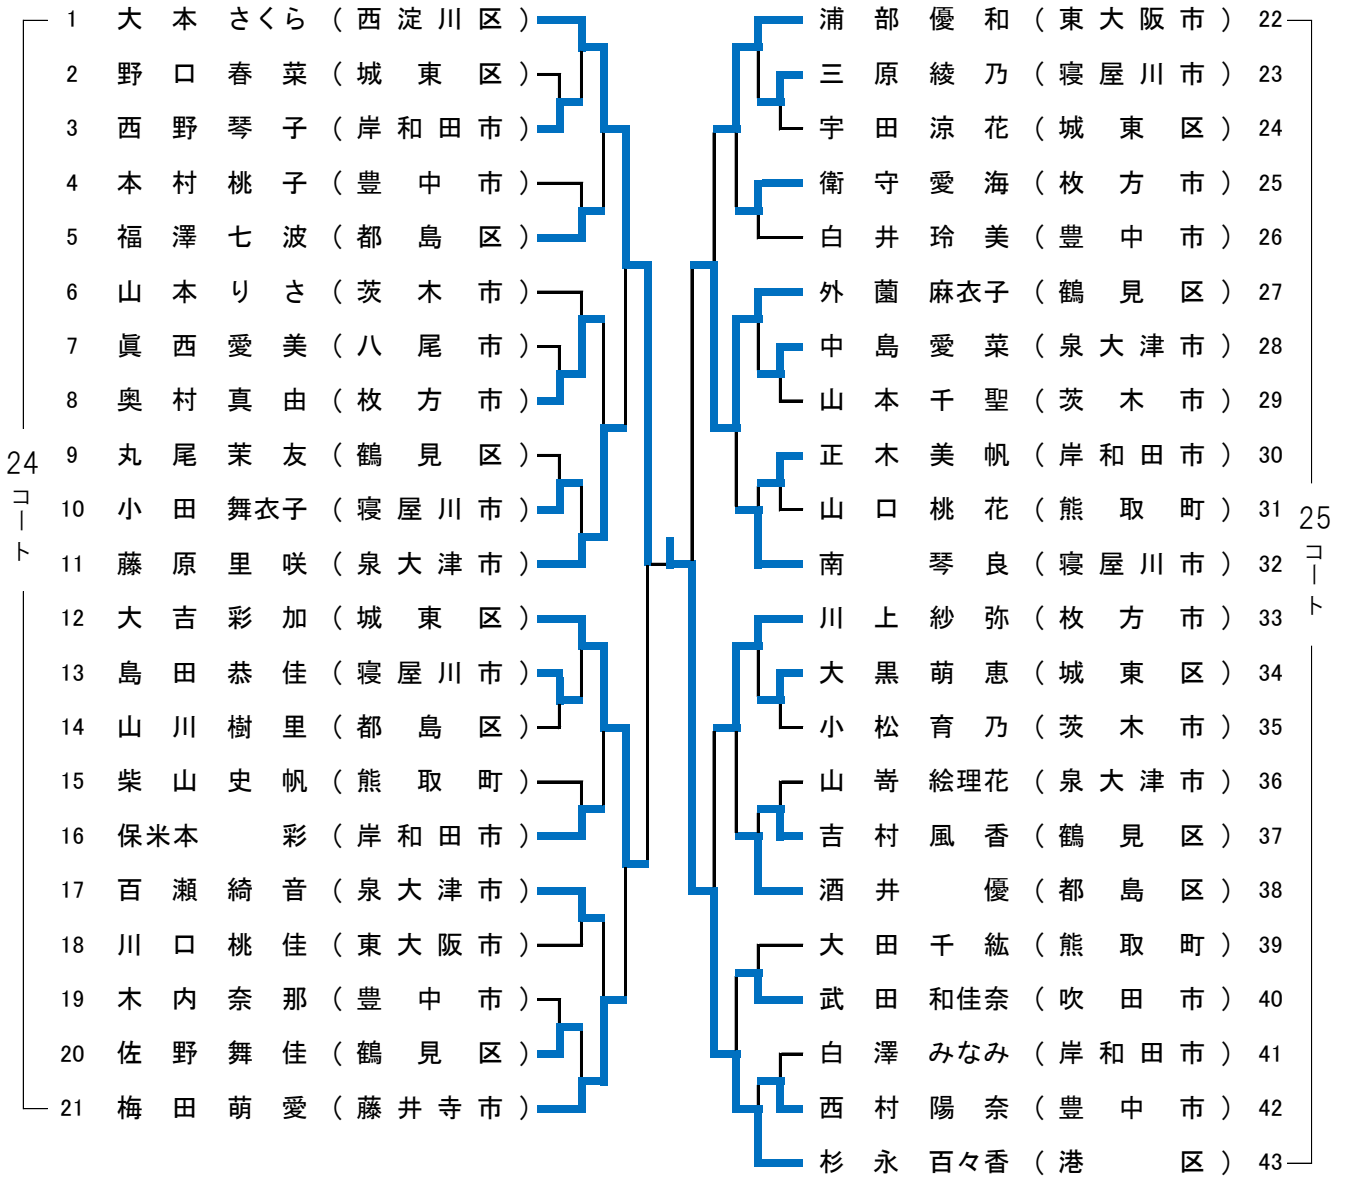 1 大本 さくら (西淀川区)
2 野口 春菜 (城東区)
3 西野 琴子 (岸和田市)
4 本村 桃子 (豊中市)
5 福澤 七波 (都島区)
6 山本 りさ (茨木市)
7 眞西 愛美 (八尾市)
8 奥村 真由 (枚方市)
9 丸尾 茉友 (鶴見区)
10 小田 舞衣子 (寝屋川市)
11 藤原 里咲 (泉大津市)
12 大吉 彩加 (城東区)
13 島田 恭佳 (寝屋川市)
14 山川 樹里 (都島区)
15 柴山 史帆 (熊取町)
16 保米本 彩 (岸和田市)
17 百瀬 綺音 (泉大津市)
18 川口 桃佳 (東大阪市)
19 木内 奈那 (豊中市)
20 佐野 舞佳 (鶴見区)
21 梅田 萌愛 (藤井寺市)
24コート
浦部 優和 (東大阪市) 22
三原 綾乃 (寝屋川市) 23
宇田 涼花 (城東区) 24
衛守 愛海 (枚方市) 25
白井 玲美 (豊中市) 26
外薗 麻衣子 (鶴見区) 27
中島 愛菜 (泉大津市) 28
山本 千聖 (茨木市) 29
正木 美帆 (岸和田市) 30
山口 桃花 (熊取町) 31
南 琴良 (寝屋川市) 32
川上 紗弥 (枚方市) 33
大黒 萌恵 (城東区) 34
小松 育乃 (茨木市) 35
山嵜 絵理花 (泉大津市) 36
吉村 風香 (鶴見区) 37
酒井 優 (都島区) 38
大田 千紘 (熊取町) 39
武田 和佳奈 (吹田市) 40
白澤 みなみ (岸和田市) 41
西村 陽奈 (豊中市) 42
杉永 百々香 (港区) 43
25コート